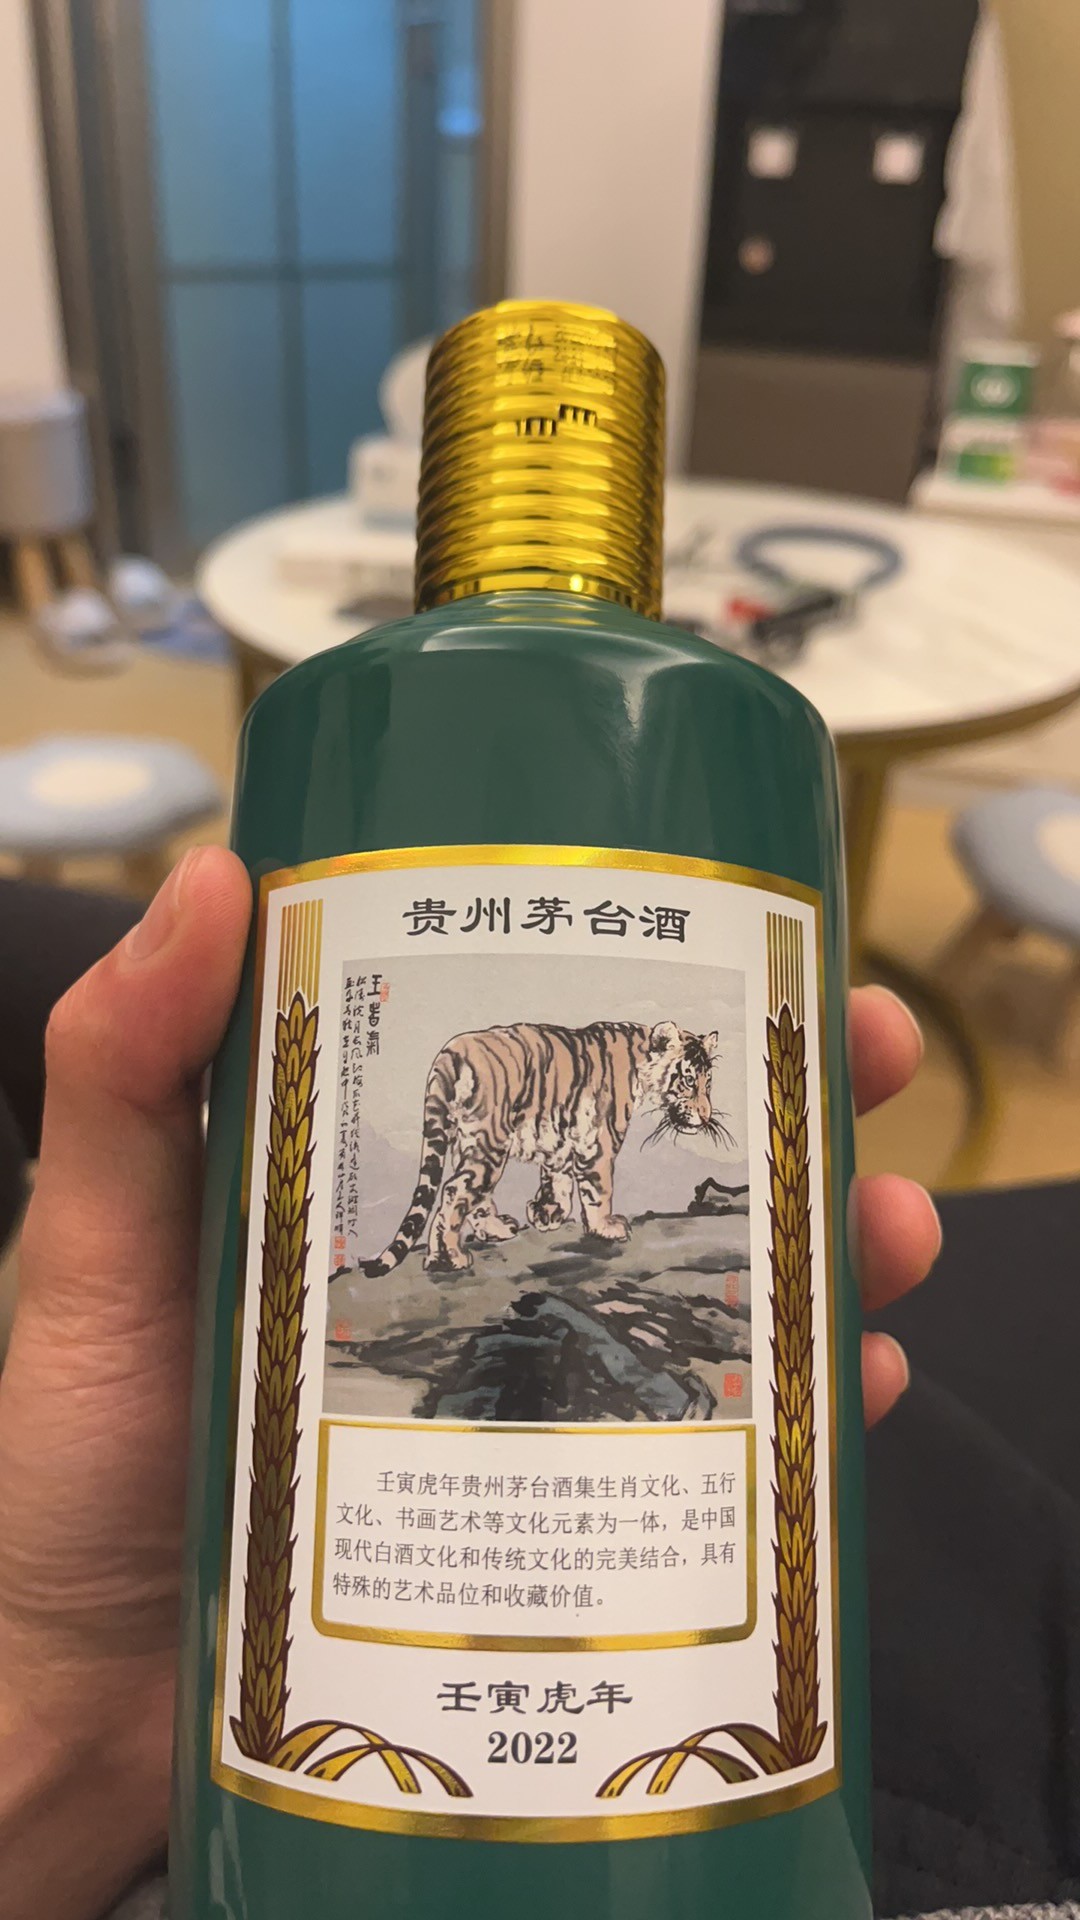 贵州茅台酒
王者气
壬寅虎年贵州茅台酒集生肖文化、五行
文化、书画艺术等文化元素为一体，是中国
现代白酒文化和传统文化的完美结合，具有
特殊的艺术品位和收藏价值。
壬寅虎年
2022